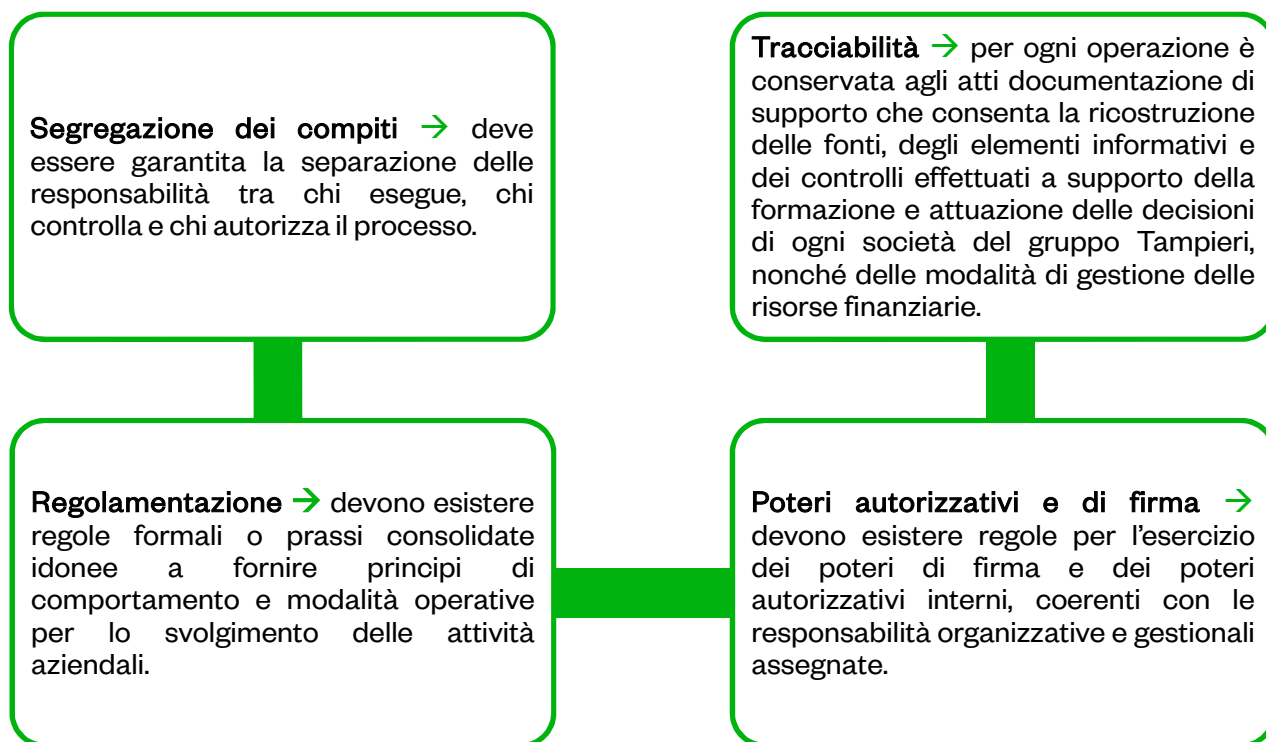 Segregazione dei compiti → deve
essere garantita la separazione delle
responsabilità tra chi esegue, chi
controlla e chi autorizza il processo.
Regolamentazione → devono esistere
regole formali o prassi consolidate
idonee a fornire principi di
comportamento e modalità operative
per lo svolgimento delle attività
aziendali.
Tracciabilità → per ogni operazione è
conservata agli atti documentazione di
supporto che consenta la ricostruzione
delle fonti, degli elementi informativi e
dei controlli effettuati a supporto della
formazione e attuazione delle decisioni
di ogni società del gruppo Tampieri,
nonché delle modalità di gestione delle
risorse finanziarie.
Poteri autorizzativi e di firma →
devono esistere regole per l’esercizio
dei poteri di firma e dei poteri
autorizzativi interni, coerenti con le
responsabilità organizzative e gestionali
assegnate.